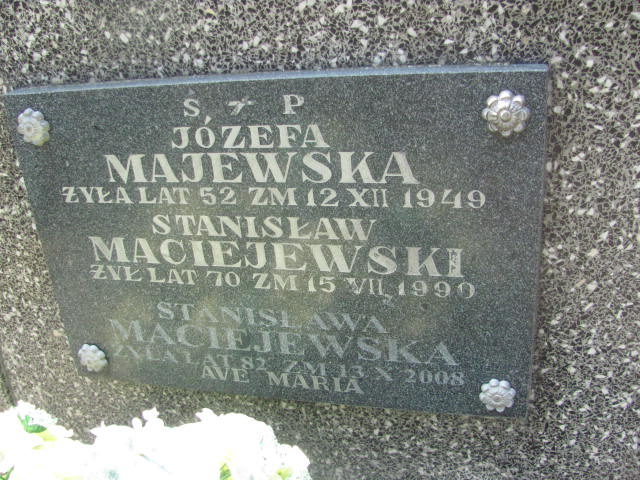 Ś + P
JÓZEFA
MAJEWSKA
ŻYŁA LAT 52 ZM 12 XII 1949
STANISŁAW
MACIEJEWSKI
ŻYŁ LAT 70 ZM 15 VII 1990
STANISŁAWA
MACIEJEWSKA
ŻYŁA LAT 82 ZM 13 X 2008
AVE MARIA